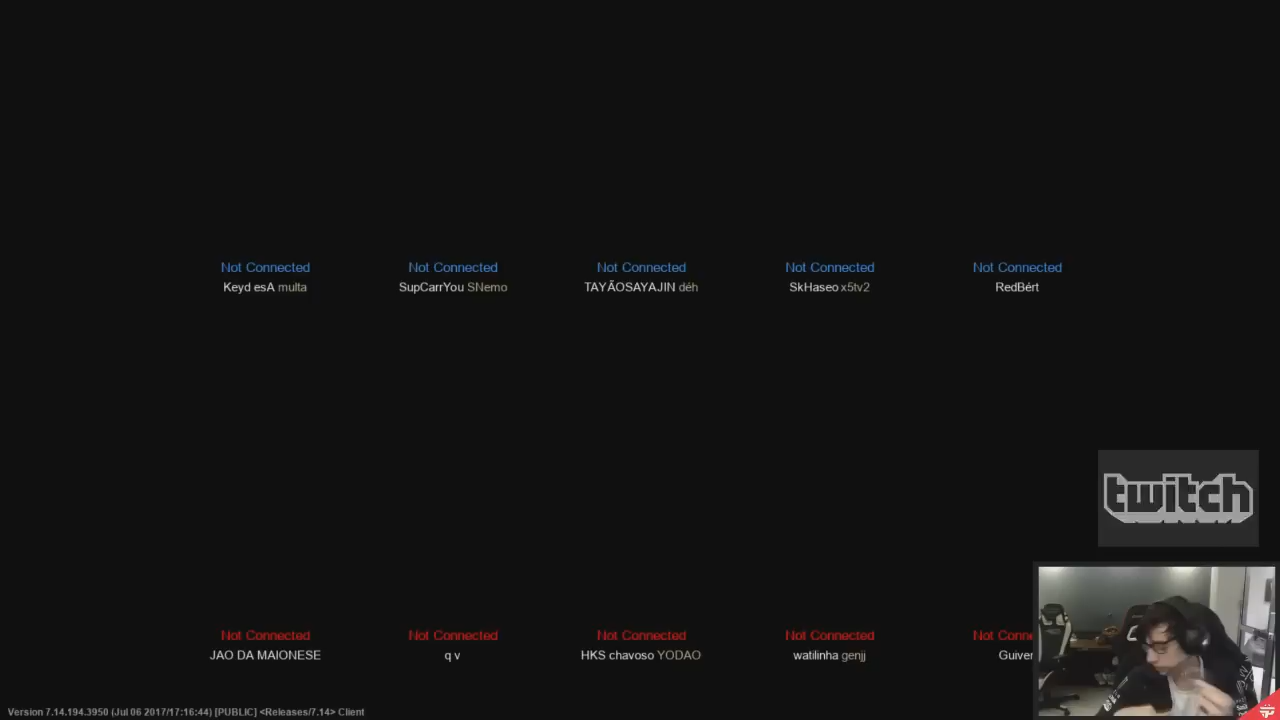 Not Connected Not Connected Not Connected Not Connected Not Connected
Keyd esA multa SupCarrYou SNemo TAYÃOSAYAJIN déh SkHaseo x5tv2 RedBért
twitch
Not Connected Not Connected Not Connected Not Connected Not Conne
JAO DA MAIONESE q v HKS chavoso YODAO watilinha genjj Guiver
Version 7.14.194.3950 (Jul 06 2017/17:16:44) [PUBLIC] <Releases/7.14> Client